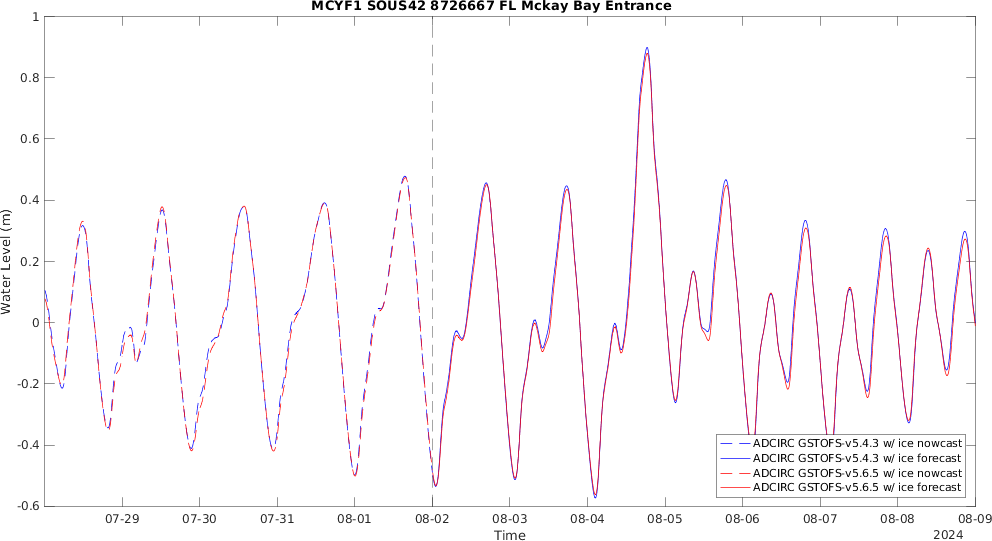 MCYF1 SOUS42 8726667 FL Mckay Bay Entrance
1
0.8
0.6
0.4
0.2
0
-0.2
-0.4
-0.6
Water Level (m)
07-29 07-30 07-31 08-01 08-02 08-03 08-04 08-05 08-06 08-07 08-08 08-09
Time
2024
ADCIRC GSTOFS-v5.4.3 w/ ice nowcast
ADCIRC GSTOFS-v5.4.3 w/ ice forecast
ADCIRC GSTOFS-v5.6.5 w/ ice nowcast
ADCIRC GSTOFS-v5.6.5 w/ ice forecast